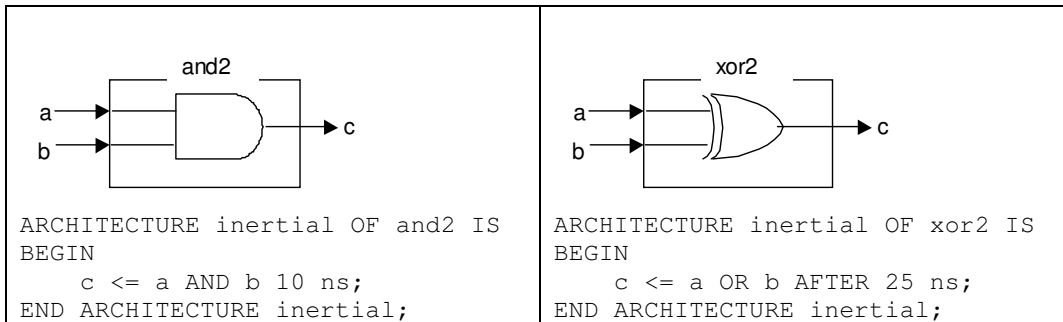 and2
a
c
b
ARCHITECTURE inertial OF and2 IS
BEGIN
c <= a AND b 10 ns;
END ARCHITECTURE inertial;
xor2
a
c
b
ARCHITECTURE inertial OF xor2 IS
BEGIN
c <= a OR b AFTER 25 ns;
END ARCHITECTURE inertial;